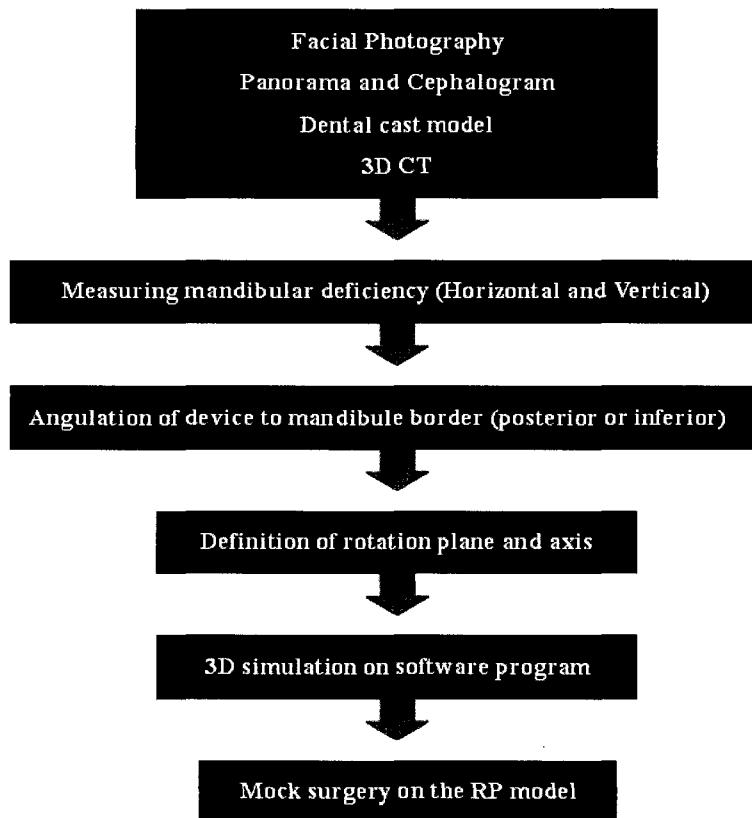 Facial Photography
Panorama and Cephalogram
Dental cast model
3D CT
Measuring mandibular deficiency (Horizontal and Vertical)
Angulation of device to mandibule border (posterior or inferior)
Definition of rotation plane and axis
3D simulation on software program
Mock surgery on the RP model